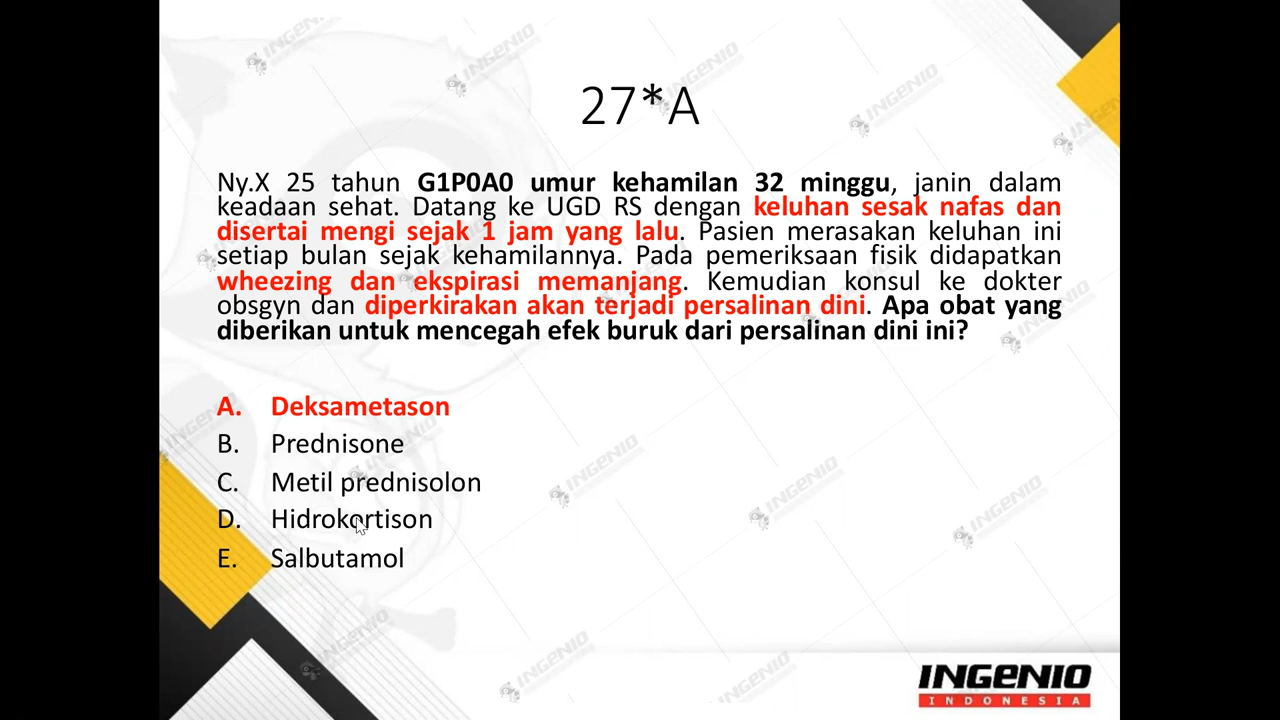 27*A
Ny.X 25 tahun G1P0A0 umur kehamilan 32 minggu, janin dalam
keadaan sehat. Datang ke UGD RS dengan keluhan sesak nafas dan
disertai mengi sejak 1 jam yang lalu. Pasien merasakan keluhan ini
setiap bulan sejak kehamilannya. Pada pemeriksaan fisik didapatkan
wheezing dan ekspirasi memanjang. Kemudian konsul ke dokter
obsgyn dan diperkirakan akan terjadi persalinan dini. Apa obat yang
diberikan untuk mencegah efek buruk dari persalinan dini ini?
A. Deksametason
B. Prednisone
C. Metil prednisolon
D. Hidrokortison
E. Salbutamol
INGENIO
INDONESIA